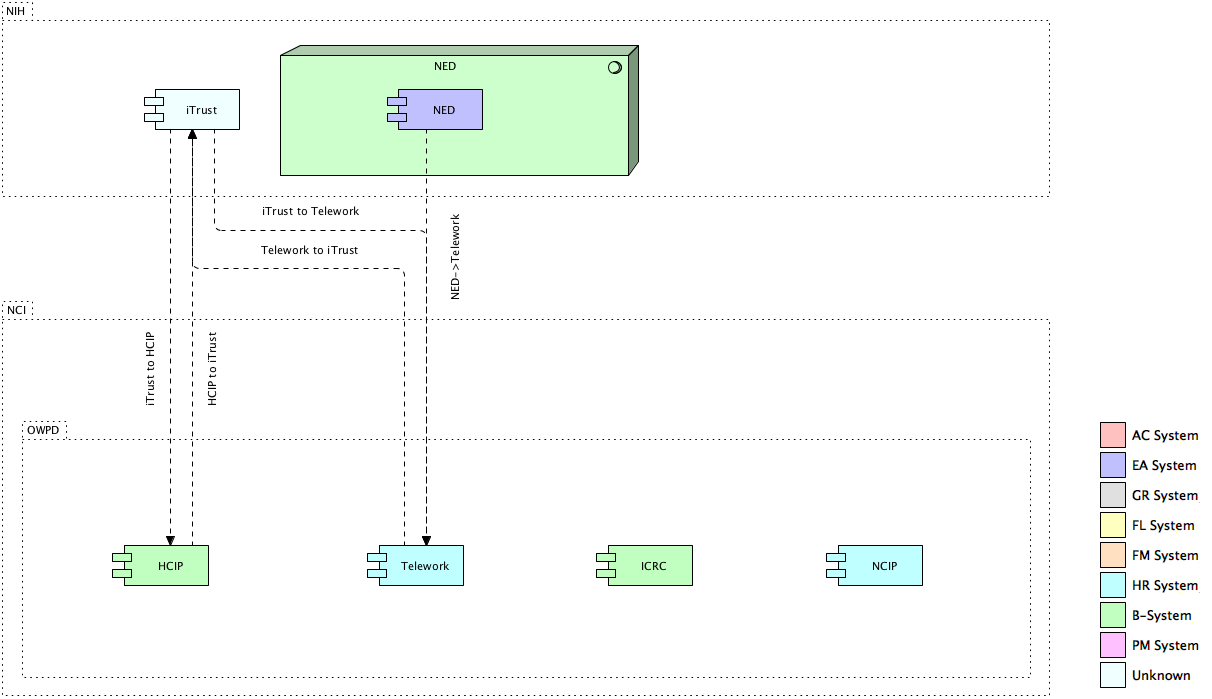 NIH
NED
iTrust
NED
iTrust to Telework
NED->Telework
Telework to iTrust
NCI
iTrust to HCIP
HCIP to iTrust
OWPD
HCIP
Telework
ICRC
NCIP
AC System
EA System
GR System
FL System
FM System
HR System
B-System
PM System
Unknown